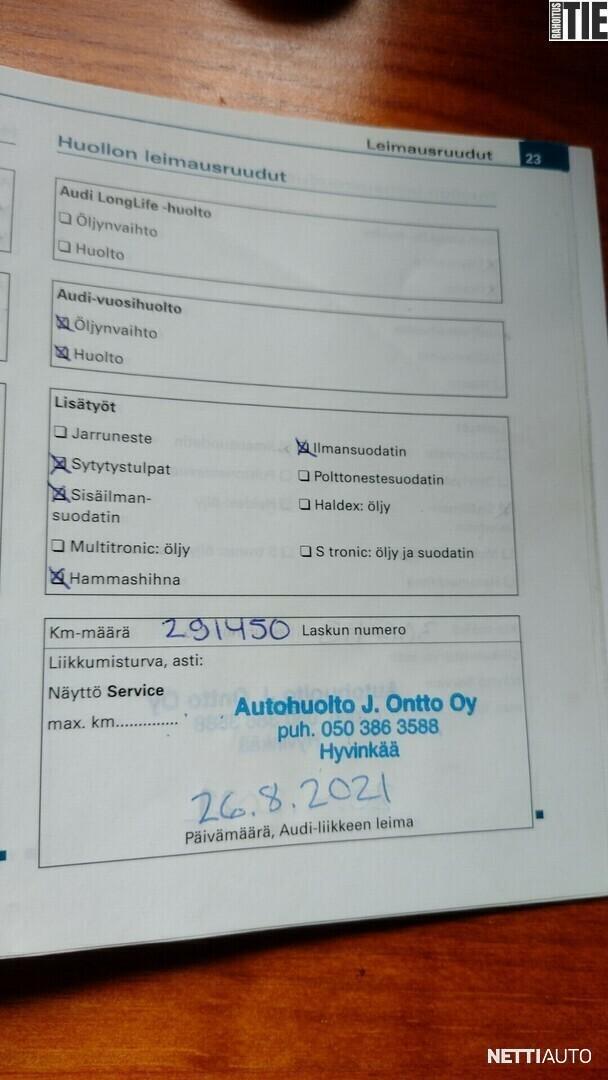 RAHOITUS
TIE
Leimausruudut 23
Huollon leimausruudut
Audi LongLife -huolto
Öljynvaihto
Huolto
Audi-vuosihuolto
Öljynvaihto
Huolto
Lisätyöt
Jarruneste
Ilmansuodatin
Sytytystulpat
Polttonestesuodatin
Sisäilman-
suodatin
Haldex: öljy
Multitronic: öljy
S tronic: öljy ja suodatin
Hammashihna
Km-määrä 291450 Laskun numero
Liikkumisturva, asti:
Näyttö Service
max. km..............
Autohuolto J. Ontto Oy
puh. 050 386 3588
Hyvinkää
26.8.2021
Päivämäärä, Audi-liikkeen leima
NETTIAUTO